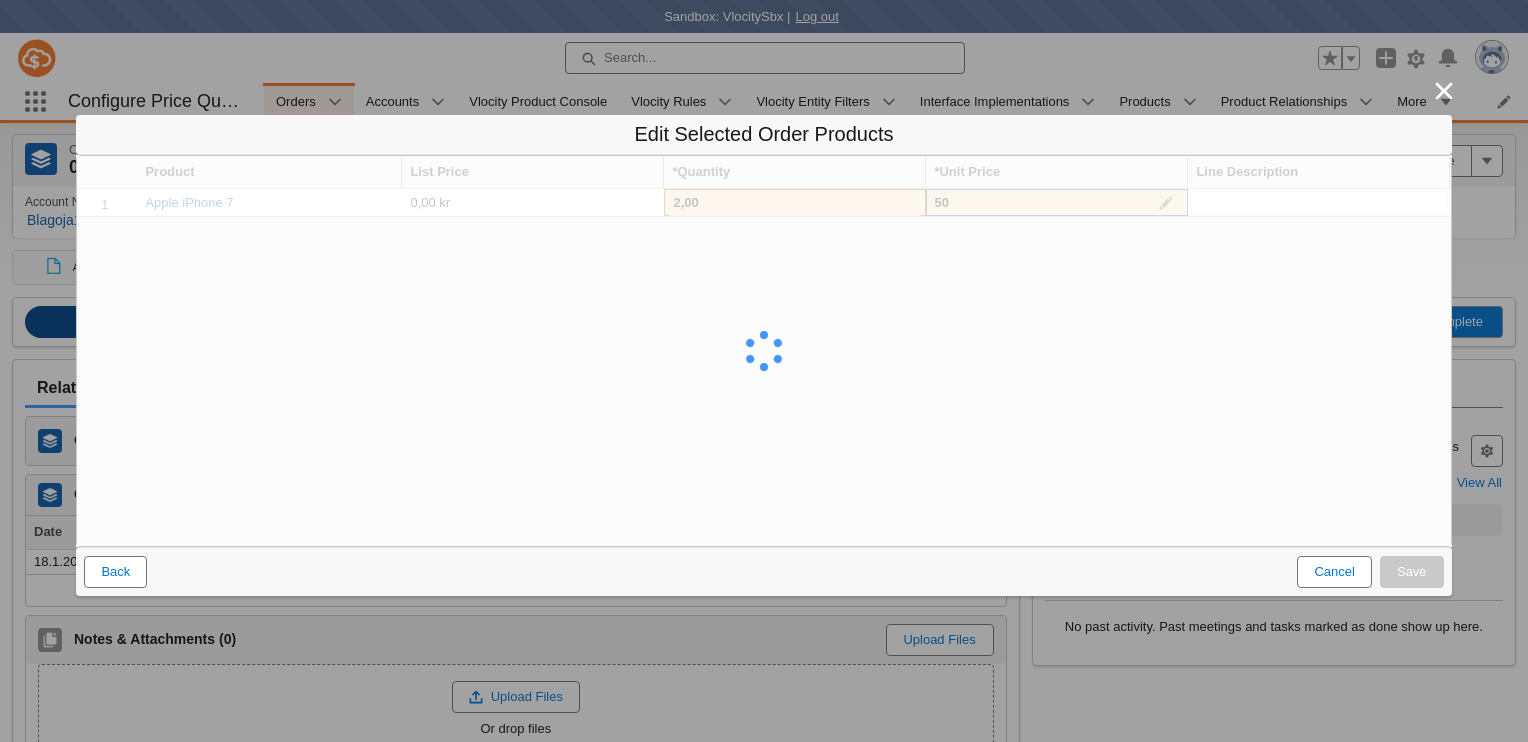 Sandbox: VlocitySbx | Log out
Search...
Configure Price Qu… Orders Accounts Vlocity Product Console Vlocity Rules Vlocity Entity Filters Interface Implementations Products Product Relationships More
Edit Selected Order Products
Product List Price *Quantity *Unit Price Line Description
1 Apple iPhone 7 0,00 kr 2,00 50
Account
Blagoja
Relat
View All
Date
18.1.20
Back Cancel Save
Notes & Attachments (0)
Upload Files
Upload Files
Or drop files
No past activity. Past meetings and tasks marked as done show up here.